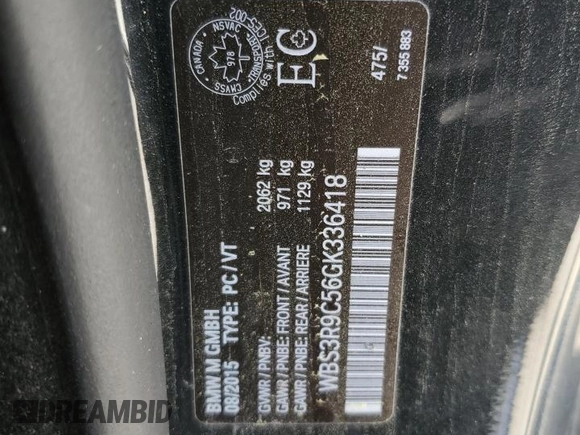 BMW M GMBH
08/2015 TYPE: PC/VT
GVWR / PNBV: 2062 kg
GAWR / PNBE: FRONT / AVANT 971 kg
GAWR / PNBE: REAR / ARRIERE 1129 kg
WBS3R9C56GK336418
CANADA
NSVAC
978
CMVSS
TRANSPORT
Complies with CES-002
EC
475/
7 355 883
DREAMBID